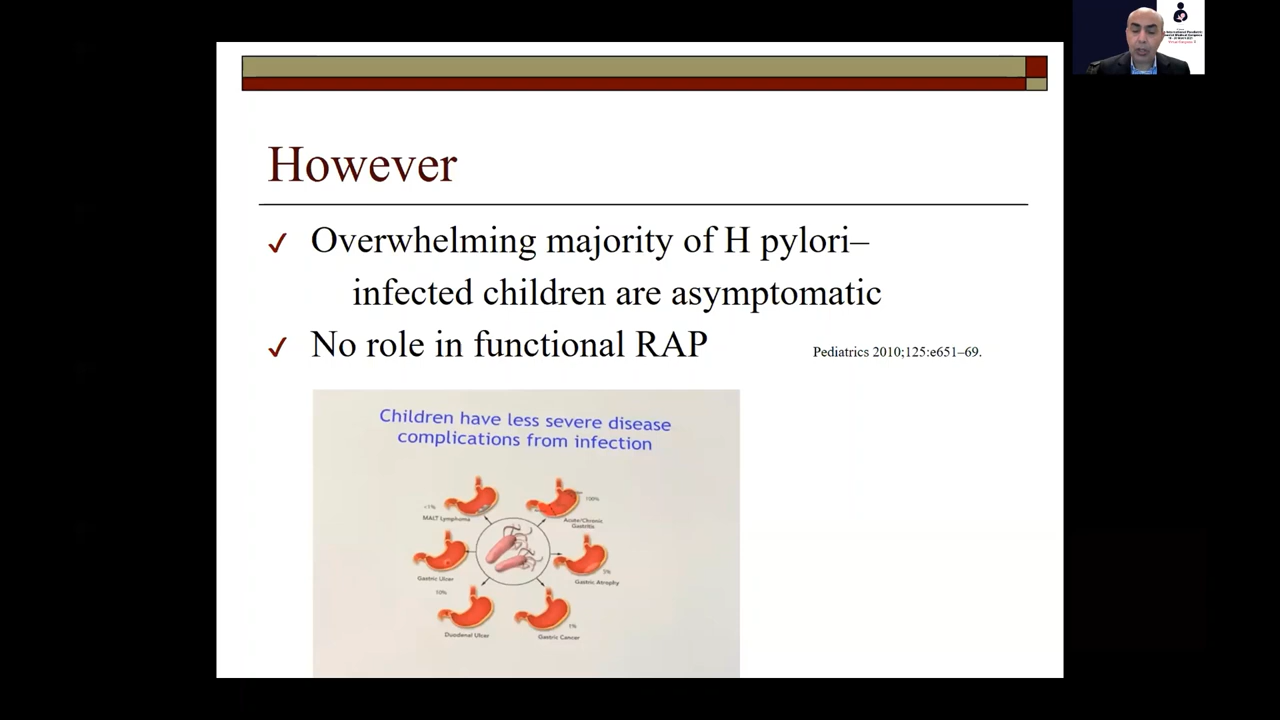 However
✓ Overwhelming majority of H pylori–
infected children are asymptomatic
✓ No role in functional RAP
Pediatrics 2010;125:e651–69.
Children have less severe disease
complications from infection
<1%
MALT Lymphoma
100%
Acute/Chronic
Gastritis
Gastric Ulcer
5%
Gastric Atrophy
10%
Duodenal Ulcer
1%
Gastric Cancer